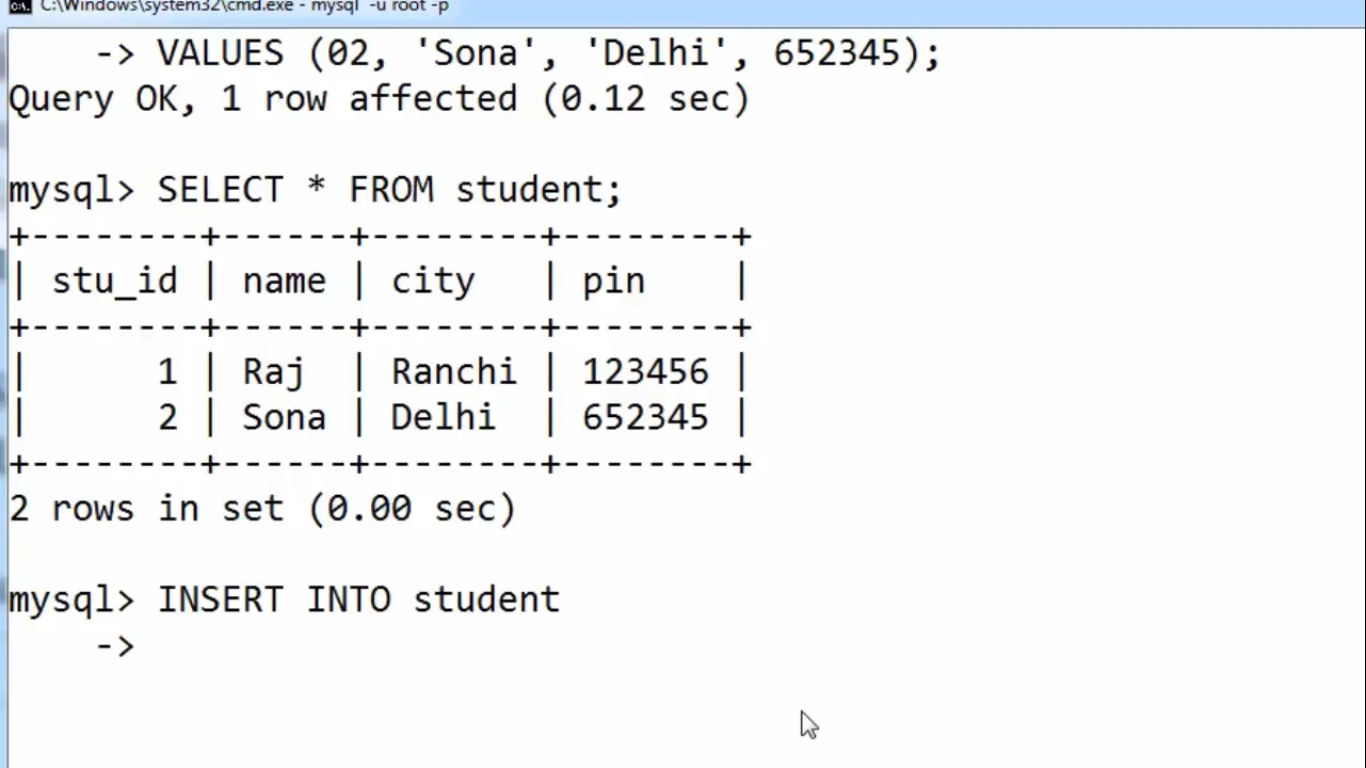 C:\Windows\system32\cmd.exe - mysql -u root -p
    -> VALUES (02, 'Sona', 'Delhi', 652345);
Query OK, 1 row affected (0.12 sec)
mysql> SELECT * FROM student;
+--------+------+--------+--------+
| stu_id | name | city   | pin    |
+--------+------+--------+--------+
|      1 | Raj  | Ranchi | 123456 |
|      2 | Sona | Delhi  | 652345 |
+--------+------+--------+--------+
2 rows in set (0.00 sec)
mysql> INSERT INTO student
    ->